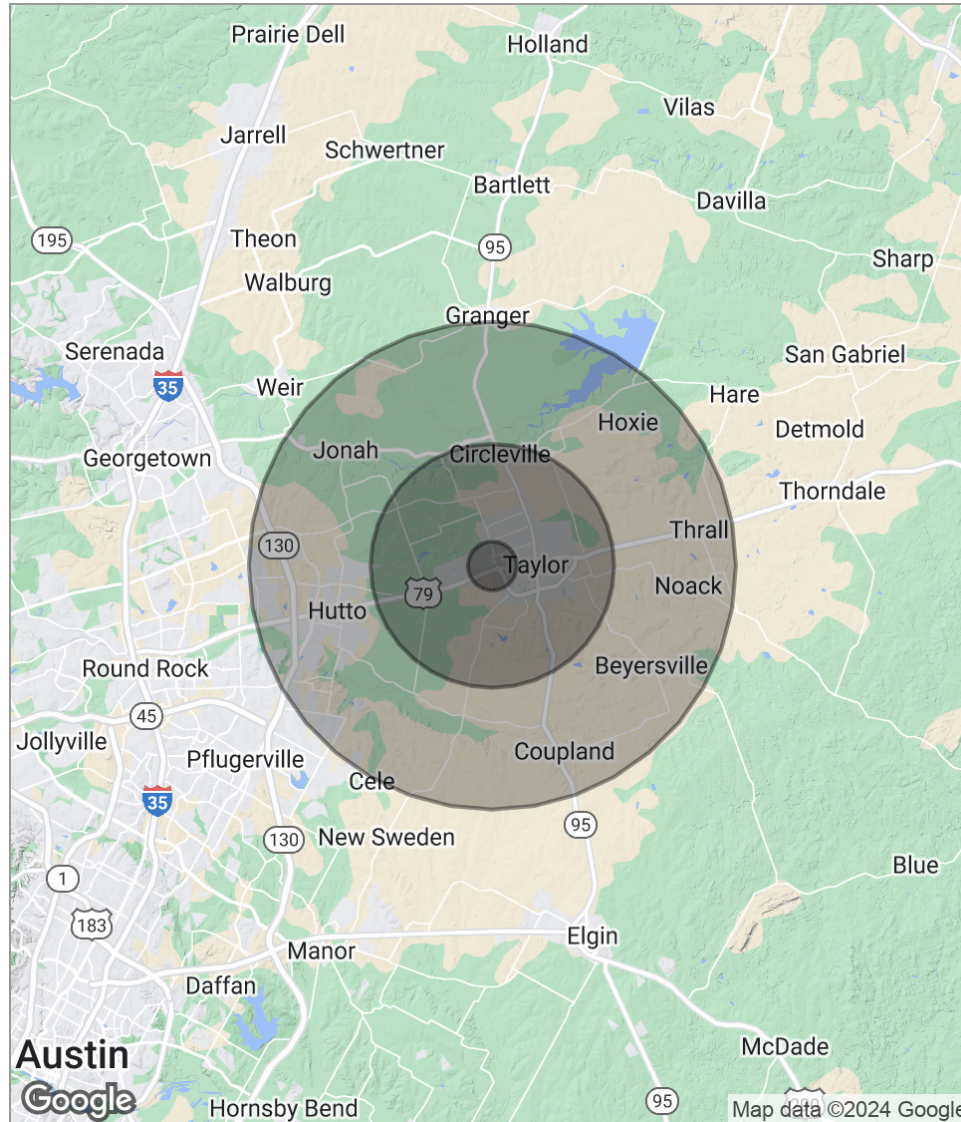 Prairie Dell
Holland
Vilas
Jarrell
Schwertner
Bartlett
Davilla
195
Theon
95
Sharp
Walburg
Granger
Serenada
San Gabriel
35
Weir
Hare
Hoxie
Detmold
Jonah
Circleville
Georgetown
Thorndale
Thrall
130
Taylor
Noack
79
Hutto
Round Rock
Beyersville
45
Jollyville
Coupland
Pflugerville
Cele
35
95
New Sweden
130
Blue
1
183
Elgin
Manor
Daffan
McDade
Austin
Google
95
Hornsby Bend
Map data ©2024 Google